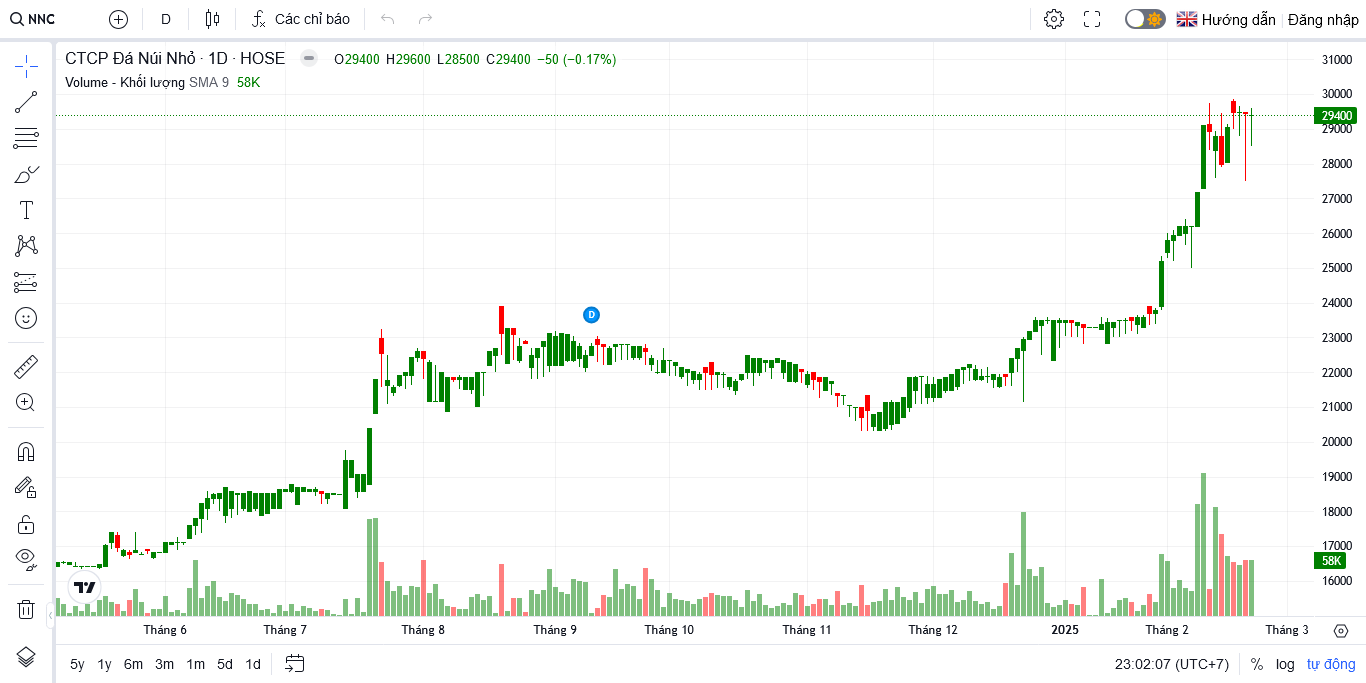 NNC D Các chỉ báo Hướng dẫn Đăng nhập
CTCP Đá Núi Nhỏ · 1D · HOSE O29400 H29600 L28500 C29400 −50 (−0.17%)
Volume - Khối lượng SMA 9 58K
31000
30000
29400
29000
28000
27000
26000
25000
24000
D
23000
22000
21000
20000
19000
18000
17000
58K
16000
Tháng 6 Tháng 7 Tháng 8 Tháng 9 Tháng 10 Tháng 11 Tháng 12 2025 Tháng 2 Tháng 3
5y 1y 6m 3m 1m 5d 1d 23:02:07 (UTC+7) % log tự động